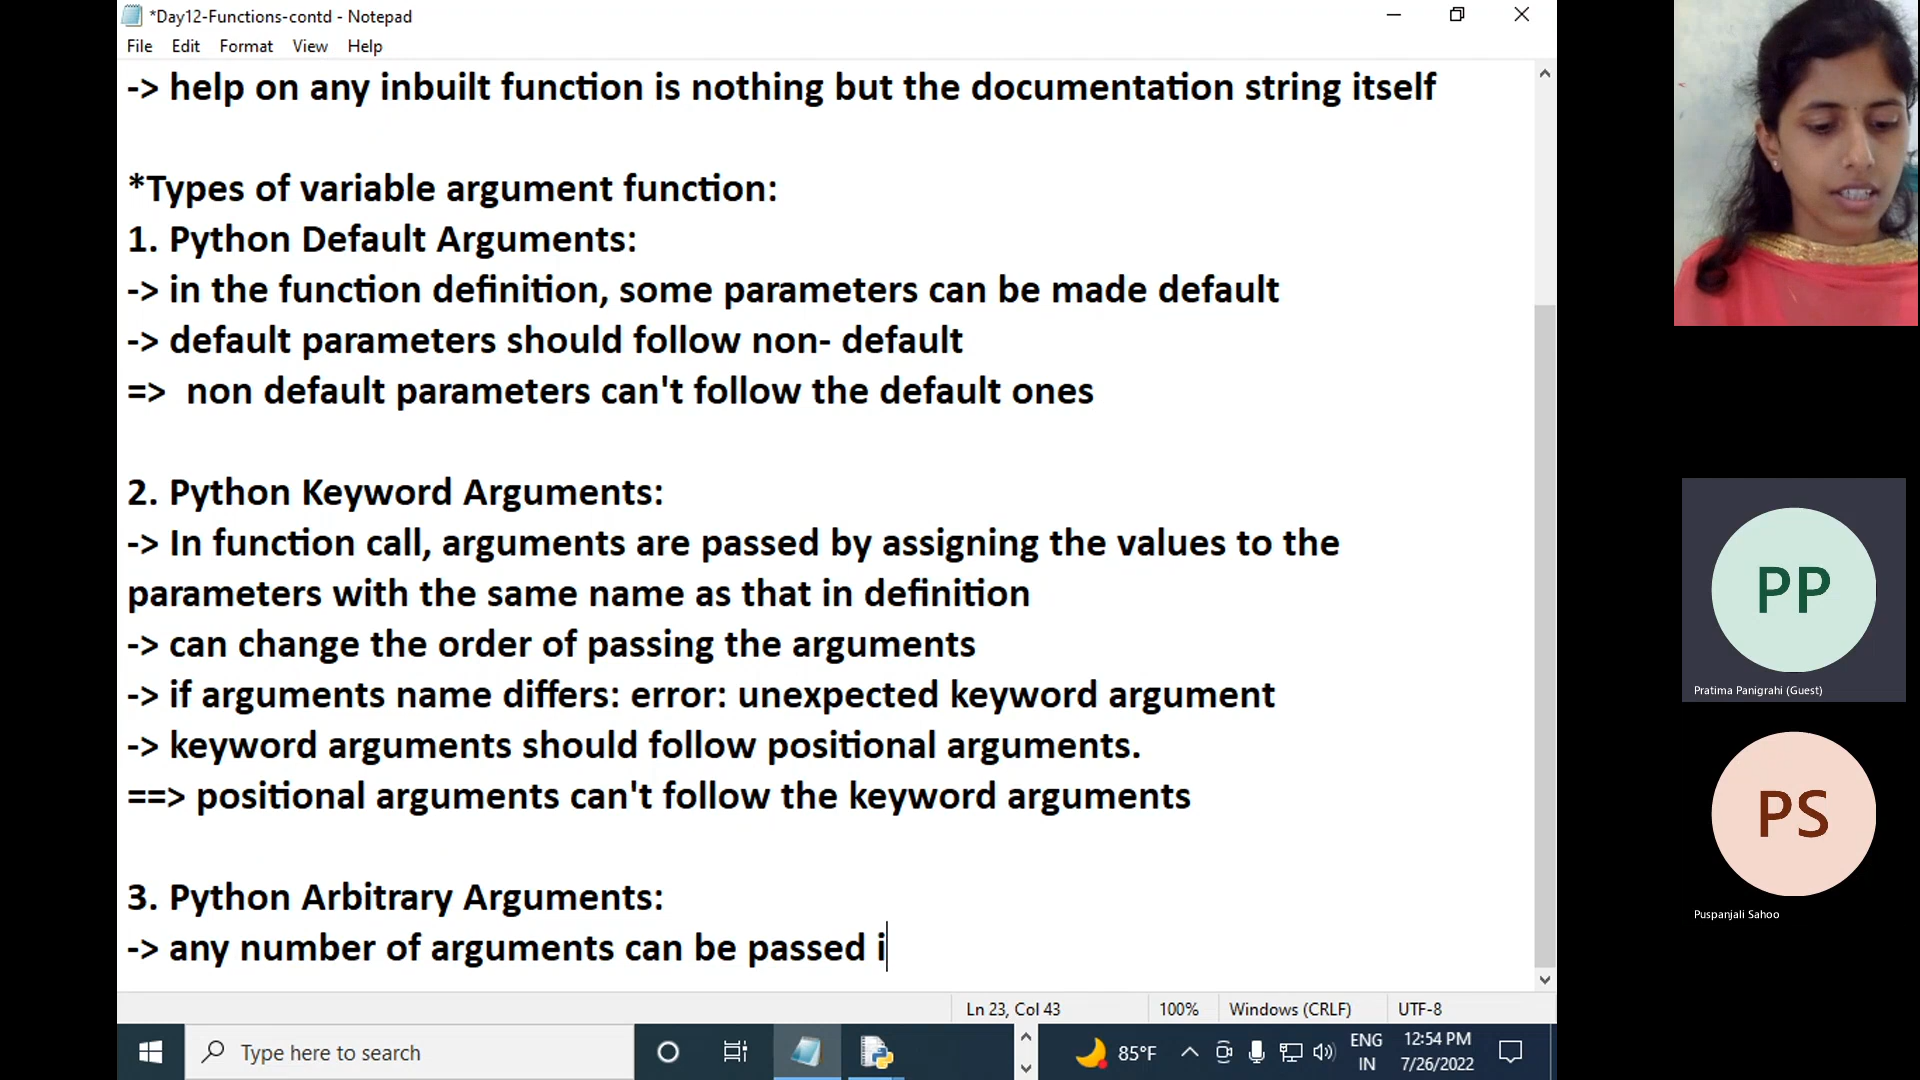 *Day12-Functions-contd - Notepad
File Edit Format View Help
-> help on any inbuilt function is nothing but the documentation string itself
*Types of variable argument function:
1. Python Default Arguments:
-> in the function definition, some parameters can be made default
-> default parameters should follow non- default
=>  non default parameters can't follow the default ones
2. Python Keyword Arguments:
-> In function call, arguments are passed by assigning the values to the
parameters with the same name as that in definition
-> can change the order of passing the arguments
-> if arguments name differs: error: unexpected keyword argument
-> keyword arguments should follow positional arguments.
==> positional arguments can't follow the keyword arguments
3. Python Arbitrary Arguments:
-> any number of arguments can be passed i
Ln 23, Col 43 100% Windows (CRLF) UTF-8
Type here to search
85°F
ENG
IN
12:54 PM
7/26/2022
PP
Pratima Panigrahi (Guest)
PS
Puspanjali Sahoo